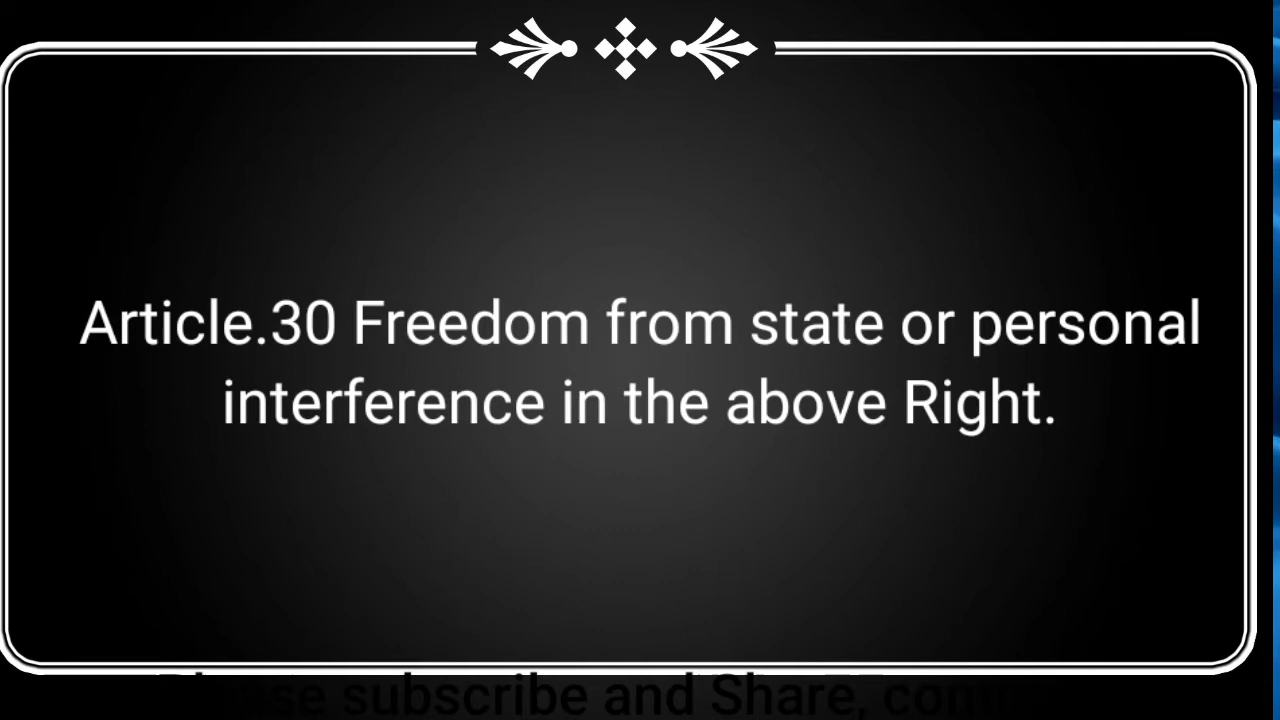 Article.30 Freedom from state or personal
interference in the above Right.
subscribe and Share,